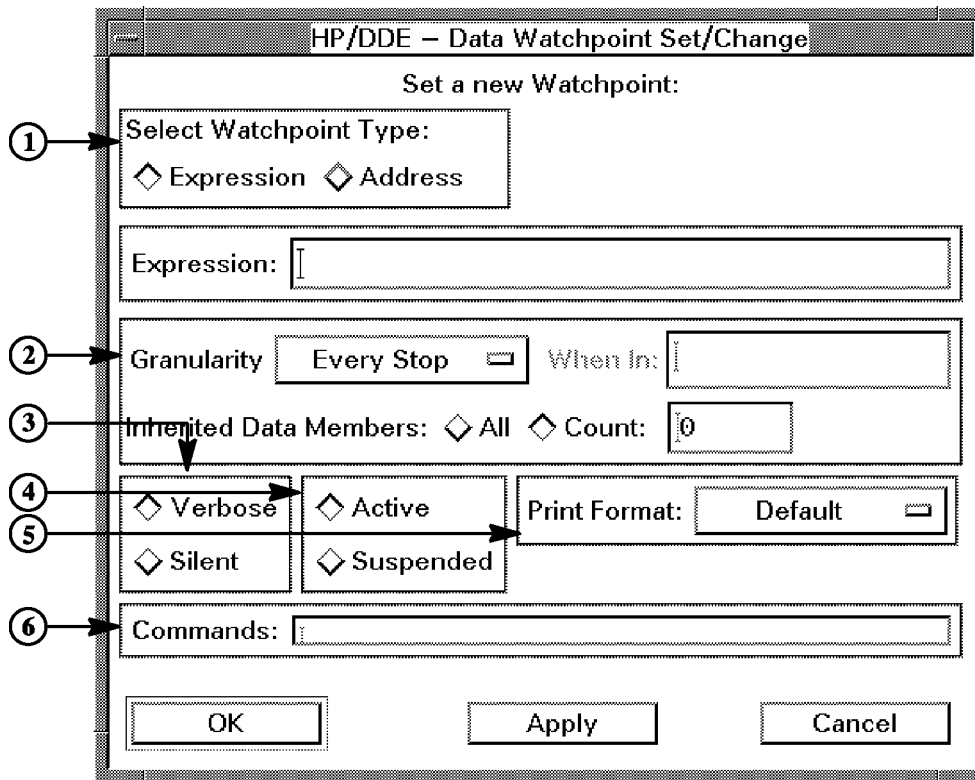 HP/DDE – Data Watchpoint Set/Change
Set a new Watchpoint:
1 Select Watchpoint Type:
Expression Address
Expression:
2 Granularity Every Stop When In:
3 Inherited Data Members: All Count: 0
4 Verbose Active
5 Print Format: Default
Silent Suspended
6 Commands:
OK Apply Cancel